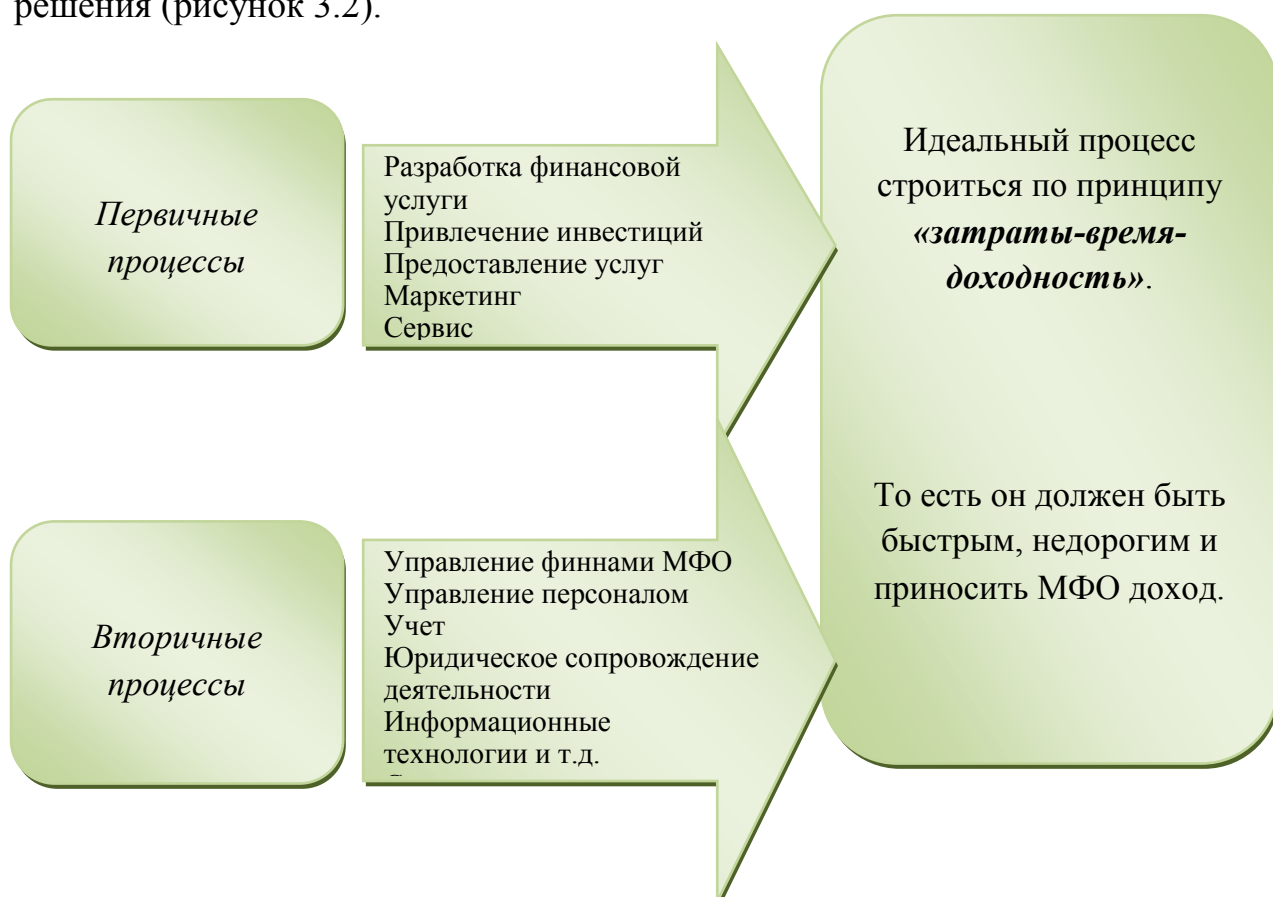 решения (рисунок 3.2).
Первичные
процессы
Разработка финансовой
услуги
Привлечение инвестиций
Предоставление услуг
Маркетинг
Сервис
Идеальный процесс
строиться по принципу
«затраты-время-
доходность».
То есть он должен быть
быстрым, недорогим и
приносить МФО доход.
Вторичные
процессы
Управление финнами МФО
Управление персоналом
Учет
Юридическое сопровождение
деятельности
Информационные
технологии и т.д.